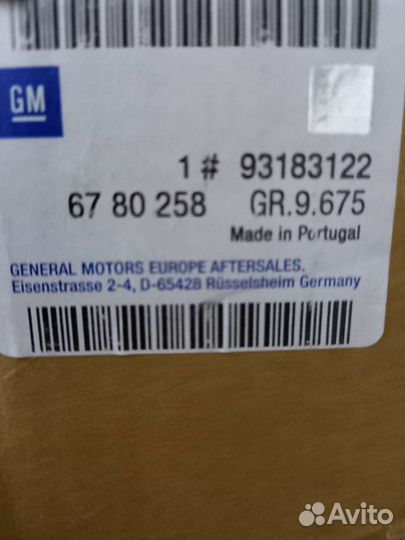 GM
1 # 93183122
67 80 258 GR.9.675
Made in Portugal
GENERAL MOTORS EUROPE AFTERSALES.
Eisenstrasse 2-4, D-65428 Rüsselsheim Germany
Avito